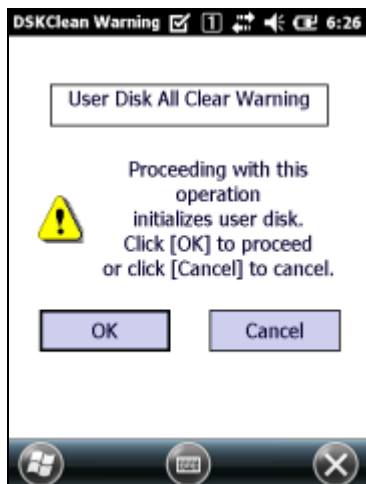 DSKClean Warning 1 6:26
User Disk All Clear Warning
Proceeding with this
operation
initializes user disk.
Click [OK] to proceed
or click [Cancel] to cancel.
OK Cancel